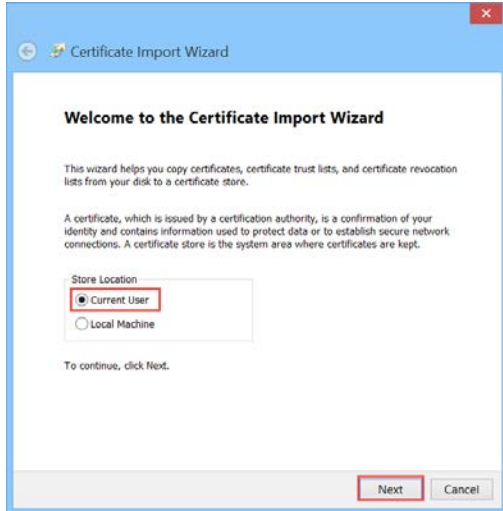 Certificate Import Wizard
Welcome to the Certificate Import Wizard
This wizard helps you copy certificates, certificate trust lists, and certificate revocation
lists from your disk to a certificate store.
A certificate, which is issued by a certification authority, is a confirmation of your
identity and contains information used to protect data or to establish secure network
connections. A certificate store is the system area where certificates are kept.
Store Location
Current User
Local Machine
To continue, click Next.
Next Cancel